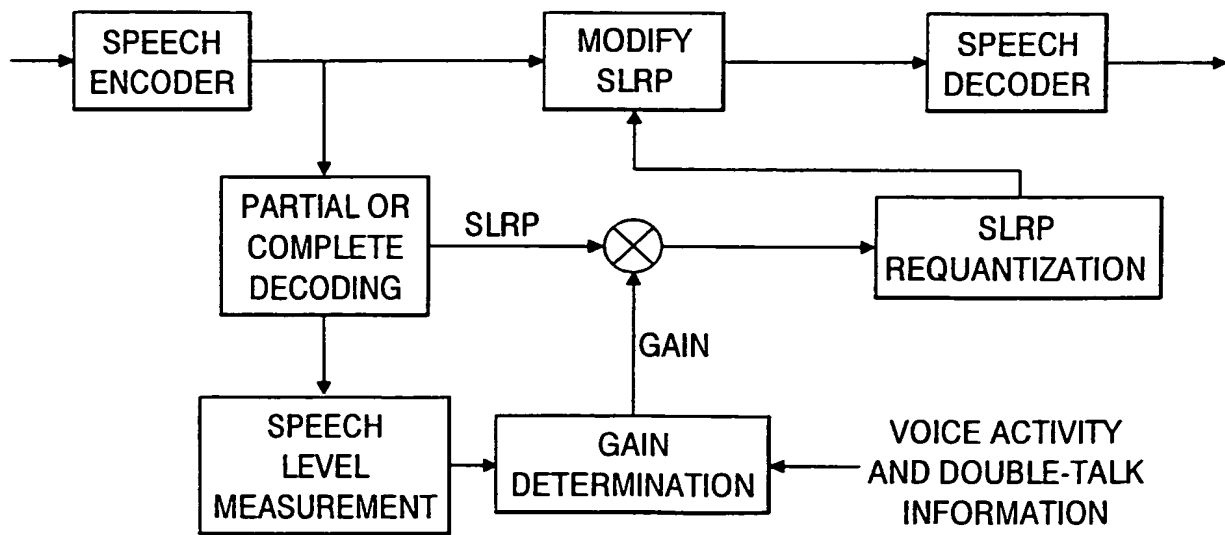 SPEECH
ENCODER
MODIFY
SLRP
SPEECH
DECODER
PARTIAL OR
COMPLETE
DECODING
SLRP
SLRP
REQUANTIZATION
GAIN
SPEECH
LEVEL
MEASUREMENT
GAIN
DETERMINATION
VOICE ACTIVITY
AND DOUBLE-TALK
INFORMATION